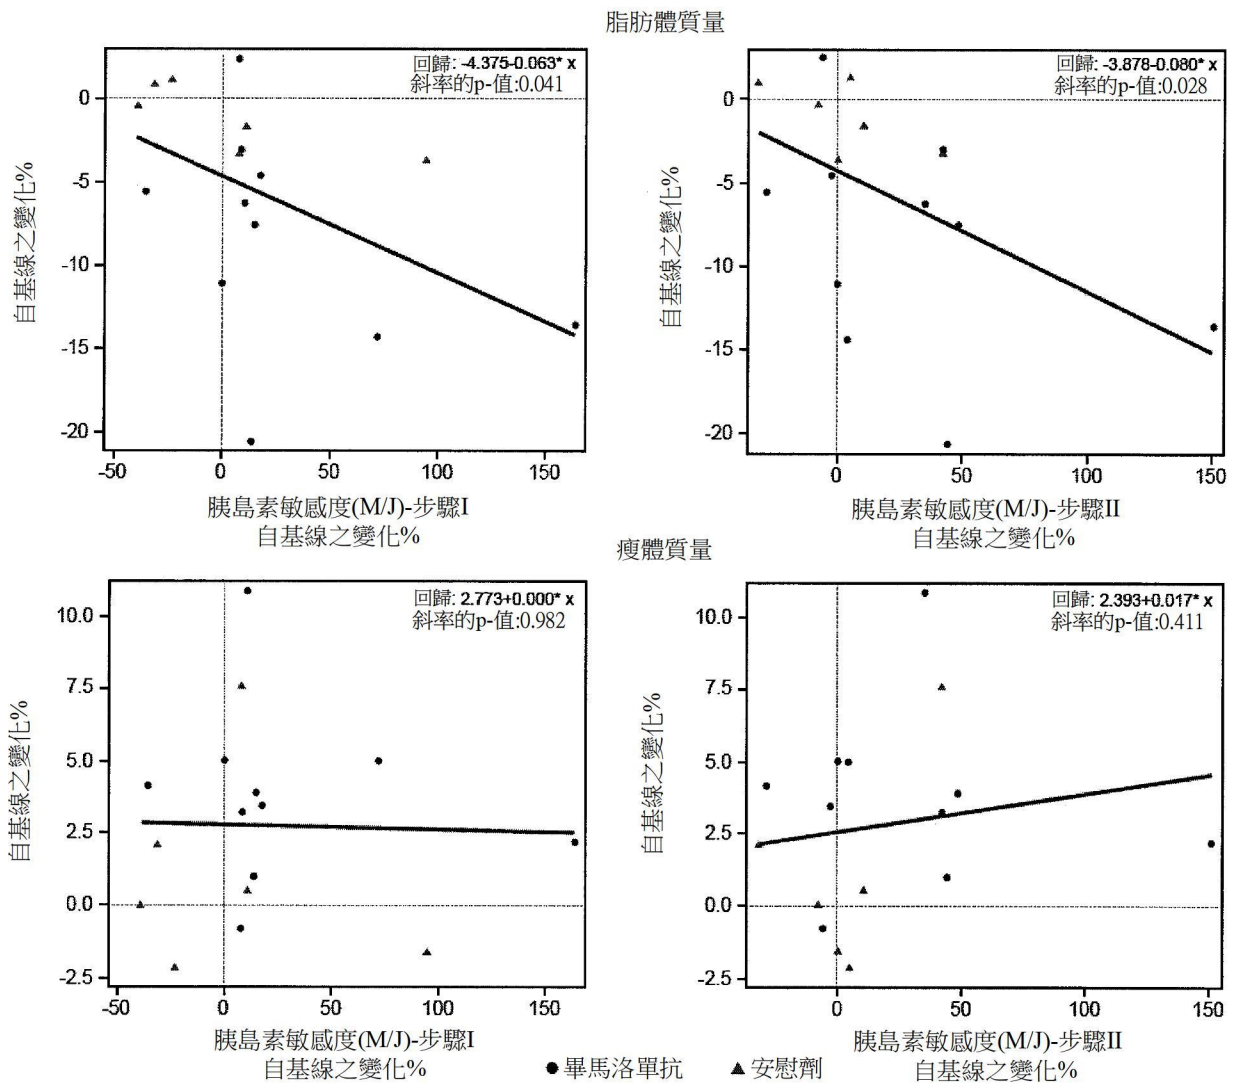 脂肪體質量
回歸: -4.375-0.063* x
斜率的p-值:0.041
0
-5
-10
-15
-20
自基線之變化%
-50 0 50 100 150
胰島素敏感度(M/J)-步驟I
自基線之變化%
回歸: -3.878-0.080* x
斜率的p-值:0.028
0
-5
-10
-15
-20
自基線之變化%
0 50 100 150
胰島素敏感度(M/J)-步驟II
自基線之變化%
瘦體質量
回歸: 2.773+0.000* x
斜率的p-值:0.982
10.0
7.5
5.0
2.5
0.0
-2.5
自基線之變化%
-50 0 50 100 150
胰島素敏感度(M/J)-步驟I
自基線之變化%
回歸: 2.393+0.017* x
斜率的p-值:0.411
10.0
7.5
5.0
2.5
0.0
-2.5
自基線之變化%
0 50 100 150
胰島素敏感度(M/J)-步驟II
自基線之變化%
● 畢馬洛單抗 ▲ 安慰劑